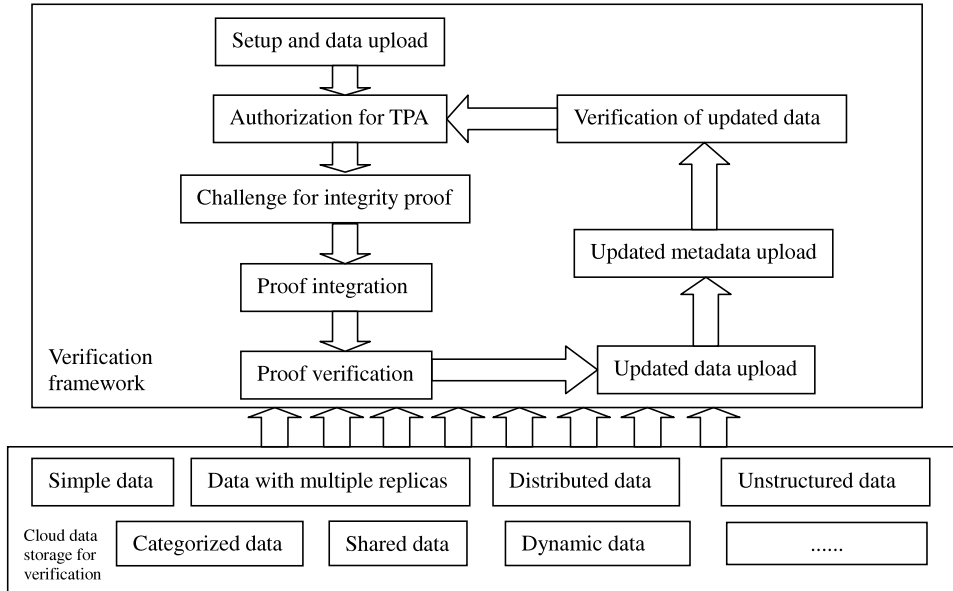 Setup and data upload
Authorization for TPA
Verification of updated data
Challenge for integrity proof
Updated metadata upload
Proof integration
Verification
framework
Proof verification
Updated data upload
Simple data
Data with multiple replicas
Distributed data
Unstructured data
Cloud data
storage for
verification
Categorized data
Shared data
Dynamic data
......